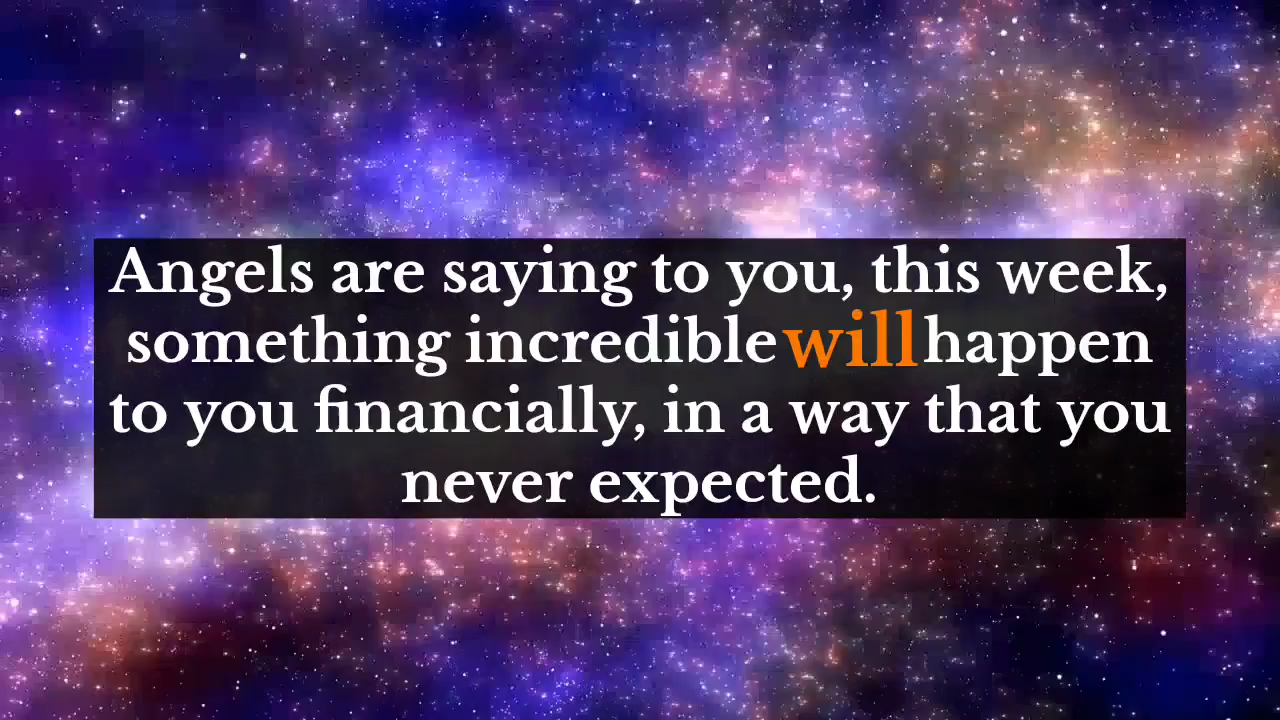 Angels are saying to you, this week,
something incredible will happen
to you financially, in a way that you
never expected.